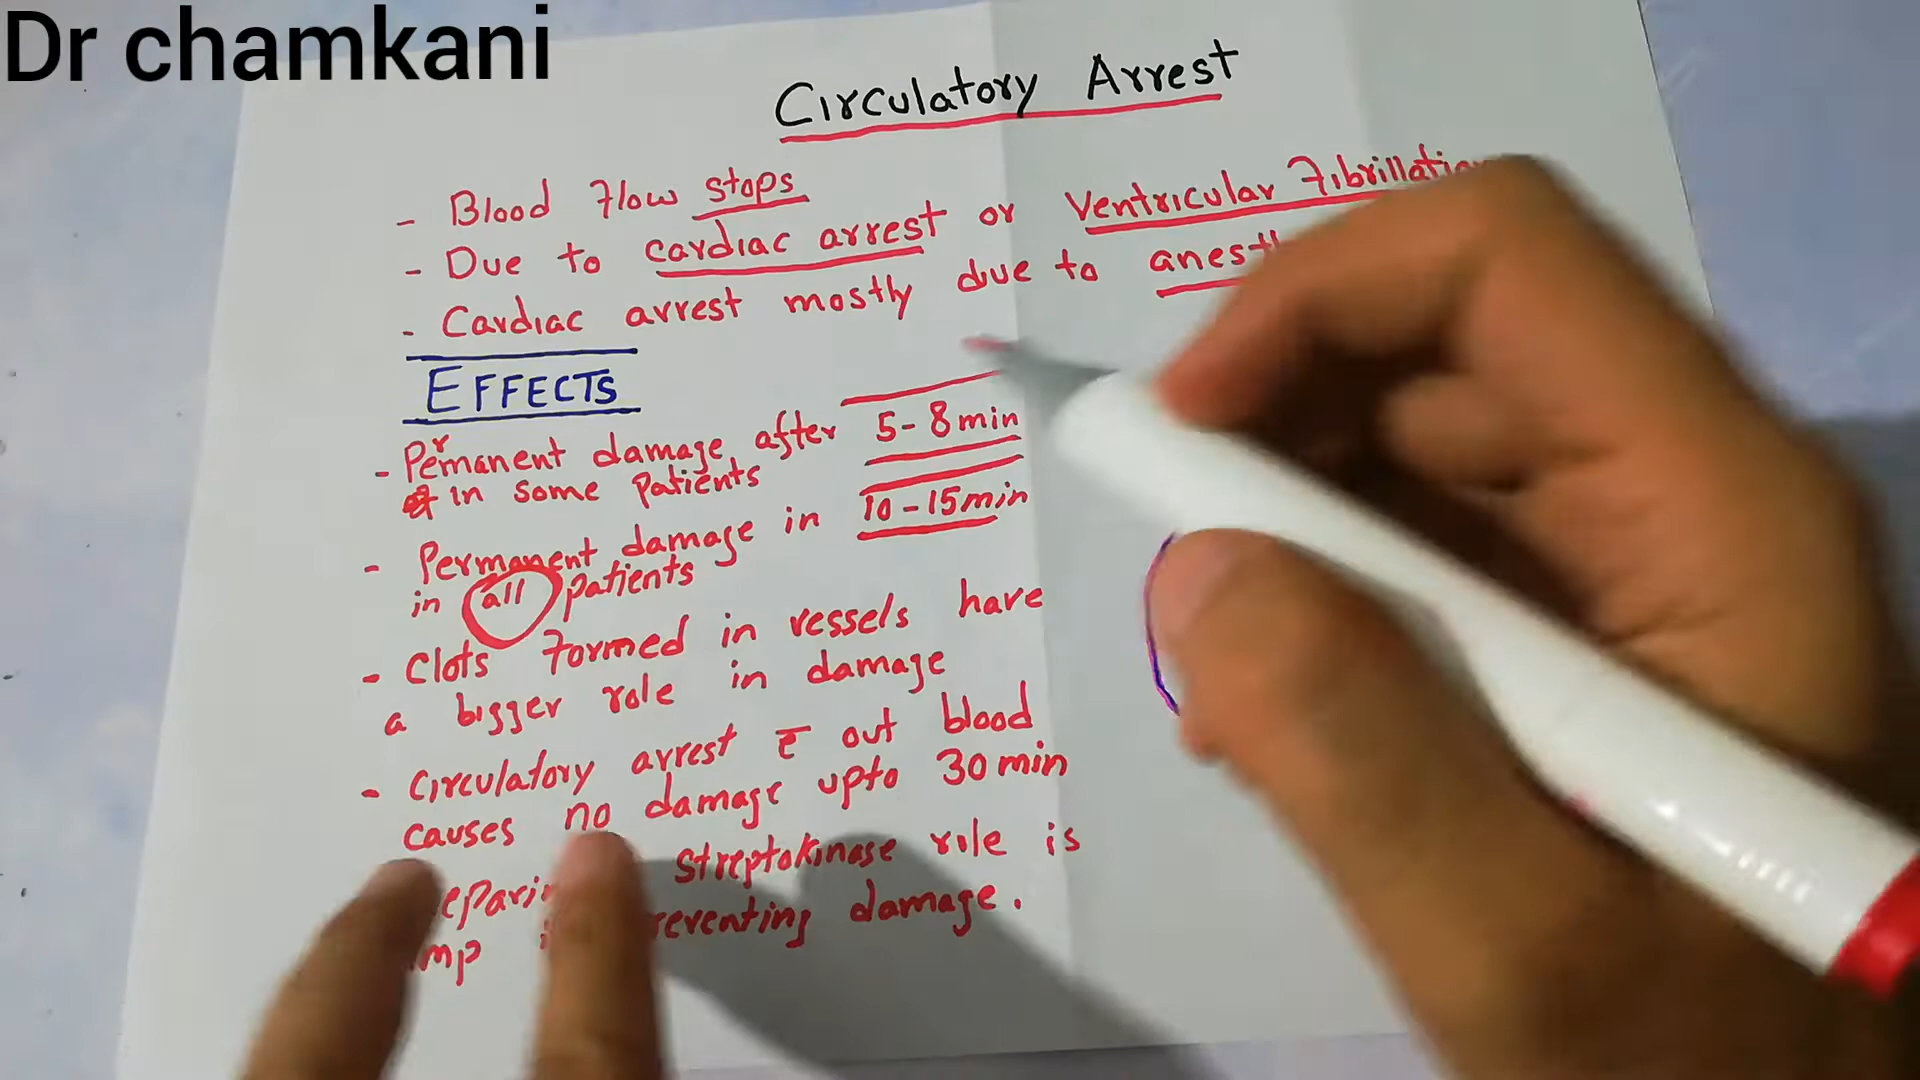 Dr chamkani
Circulatory Arrest
- Blood flow stops
- Due to cardiac arrest or Ventricular Fibrillation
- Cardiac arrest mostly due to
EFFECTS
- Permanent damage after 5-8 min
in some patients
- Permanent damage in 10-15min
in all patients
- Clots formed in vessels have
a bigger role in damage
- Circulatory arrest c̄ out blood
causes no damage upto 30 min
streptokinase role is
damage.